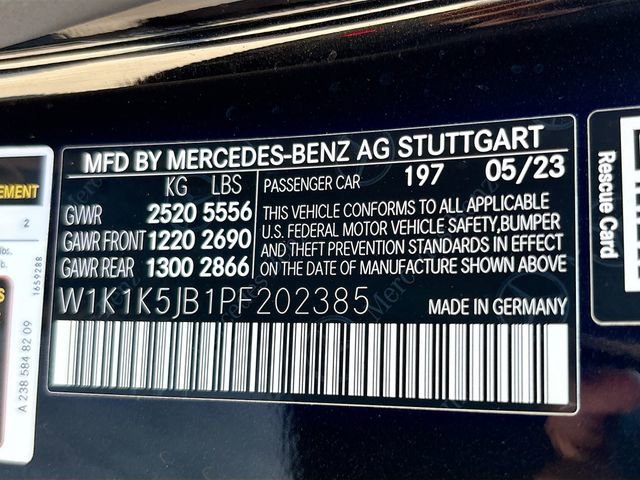 MFD BY MERCEDES-BENZ AG STUTTGART
KG LBS
GVWR 2520 5556
GAWR FRONT 1220 2690
GAWR REAR 1300 2866
PASSENGER CAR 197 05/23
THIS VEHICLE CONFORMS TO ALL APPLICABLE
U.S. FEDERAL MOTOR VEHICLE SAFETY, BUMPER
AND THEFT PREVENTION STANDARDS IN EFFECT
ON THE DATE OF MANUFACTURE SHOWN ABOVE.
W1K1K5JB1PF202385
MADE IN GERMANY
Rescue Card
EMENT
2
lbs.
1659288
A 238 584 82 09